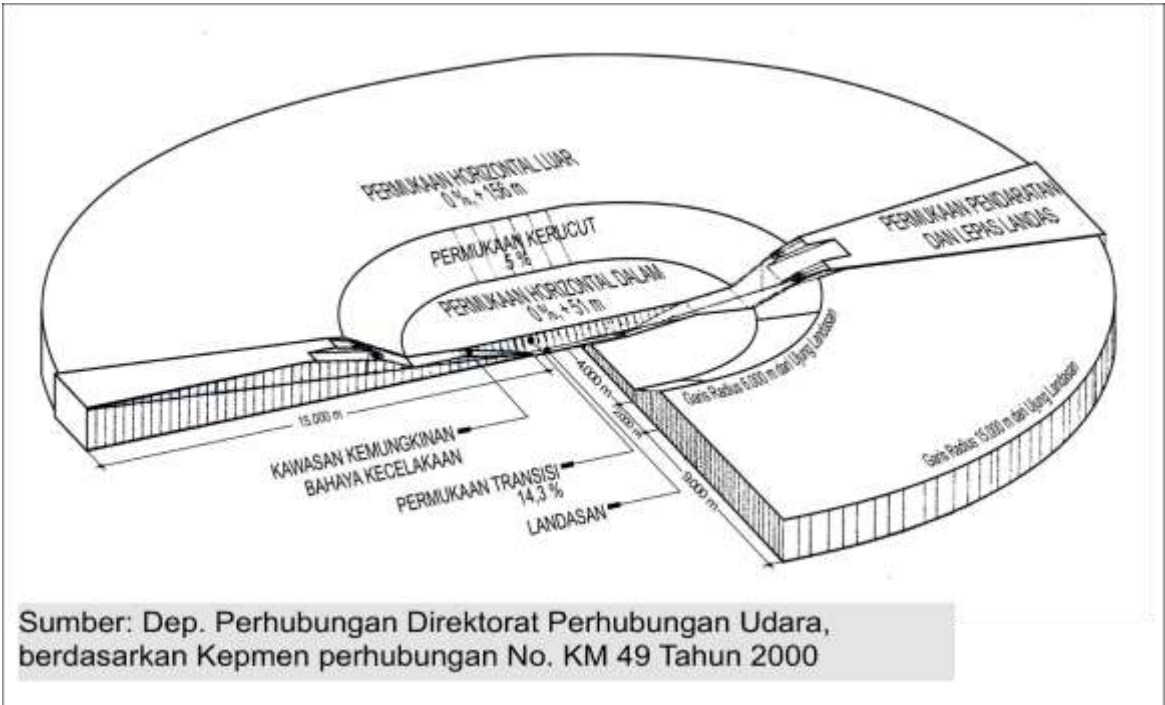 PERMUKAAN HORIZONTAL LUAR
0 %, + 156 m
PERMUKAAN KERUCUT
5 %
PERMUKAAN HORIZONTAL DALAM
0 %, + 51 m
PERMUKAAN PENDARATAN
DAN LEPAS LANDAS
Garis Radius 6.000 m dari Ujung Landasan
Garis Radius 15.000 m dari Ujung Landasan
15.000 m
4.000 m
2.000 m
9.000 m
KAWASAN KEMUNGKINAN
BAHAYA KECELAKAAN
PERMUKAAN TRANSISI
14,3 %
LANDASAN
Sumber: Dep. Perhubungan Direktorat Perhubungan Udara,
berdasarkan Kepmen perhubungan No. KM 49 Tahun 2000